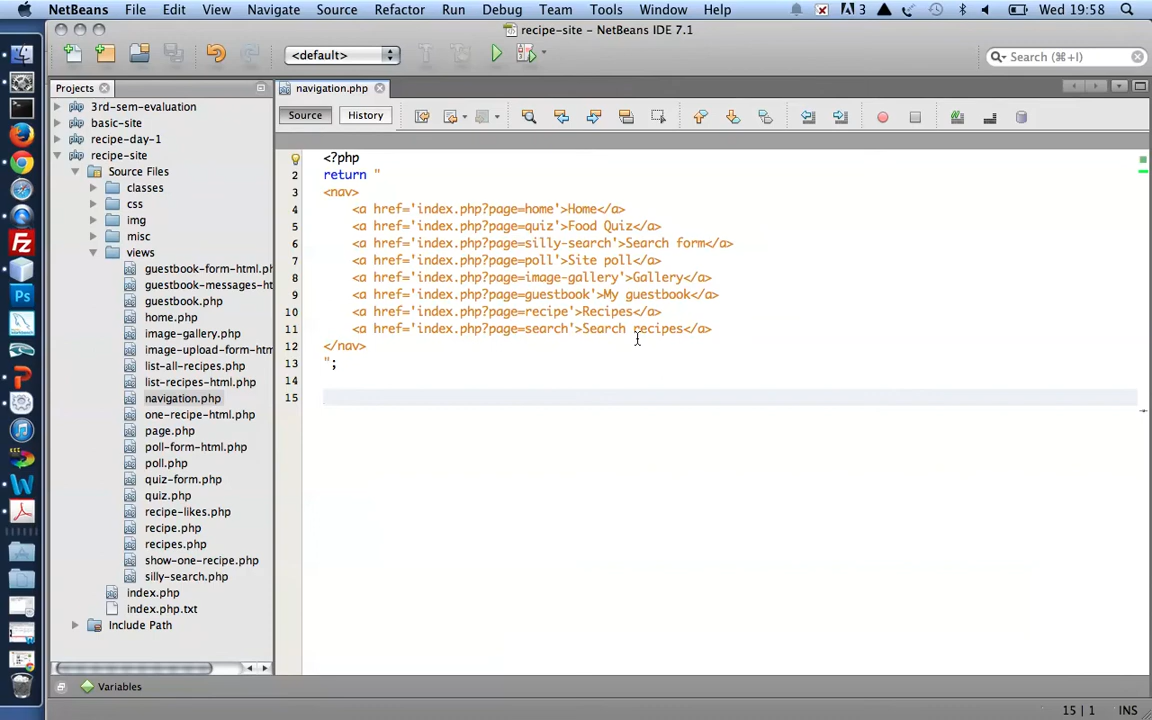 NetBeans File Edit View Navigate Source Refactor Run Debug Team Tools Window Help 3 Wed 19:58
recipe-site – NetBeans IDE 7.1
<default> Search (⌘+I)
Projects navigation.php
Source History
3rd-sem-evaluation
basic-site
recipe-day-1
recipe-site
Source Files
classes
css
img
misc
views
guestbook-form-html.ph
guestbook-messages-ht
guestbook.php
home.php
image-gallery.php
image-upload-form-htm
list-all-recipes.php
list-recipes-html.php
navigation.php
one-recipe-html.php
page.php
poll-form-html.php
poll.php
quiz-form.php
quiz.php
recipe-likes.php
recipe.php
recipes.php
show-one-recipe.php
silly-search.php
index.php
index.php.txt
Include Path
<?php
2 return "
3 <nav>
4 <a href='index.php?page=home'>Home</a>
5 <a href='index.php?page=quiz'>Food Quiz</a>
6 <a href='index.php?page=silly-search'>Search form</a>
7 <a href='index.php?page=poll'>Site poll</a>
8 <a href='index.php?page=image-gallery'>Gallery</a>
9 <a href='index.php?page=guestbook'>My guestbook</a>
10 <a href='index.php?page=recipe'>Recipes</a>
11 <a href='index.php?page=search'>Search recipes</a>
12 </nav>
13 ";
14
15
Variables
15 | 1 INS